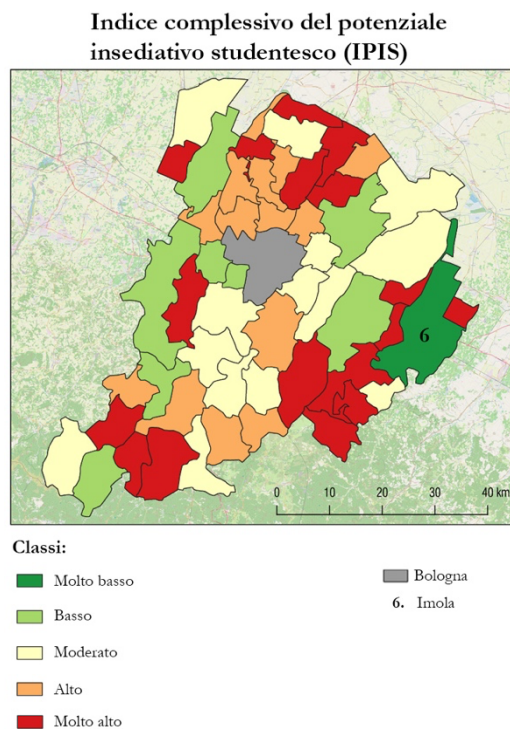 Indice complessivo del potenziale
insediativo studentesco (IPIS)
6
0 10 20 30 40 km
Classi:
Molto basso
Basso
Moderato
Alto
Molto alto
Bologna
6. Imola